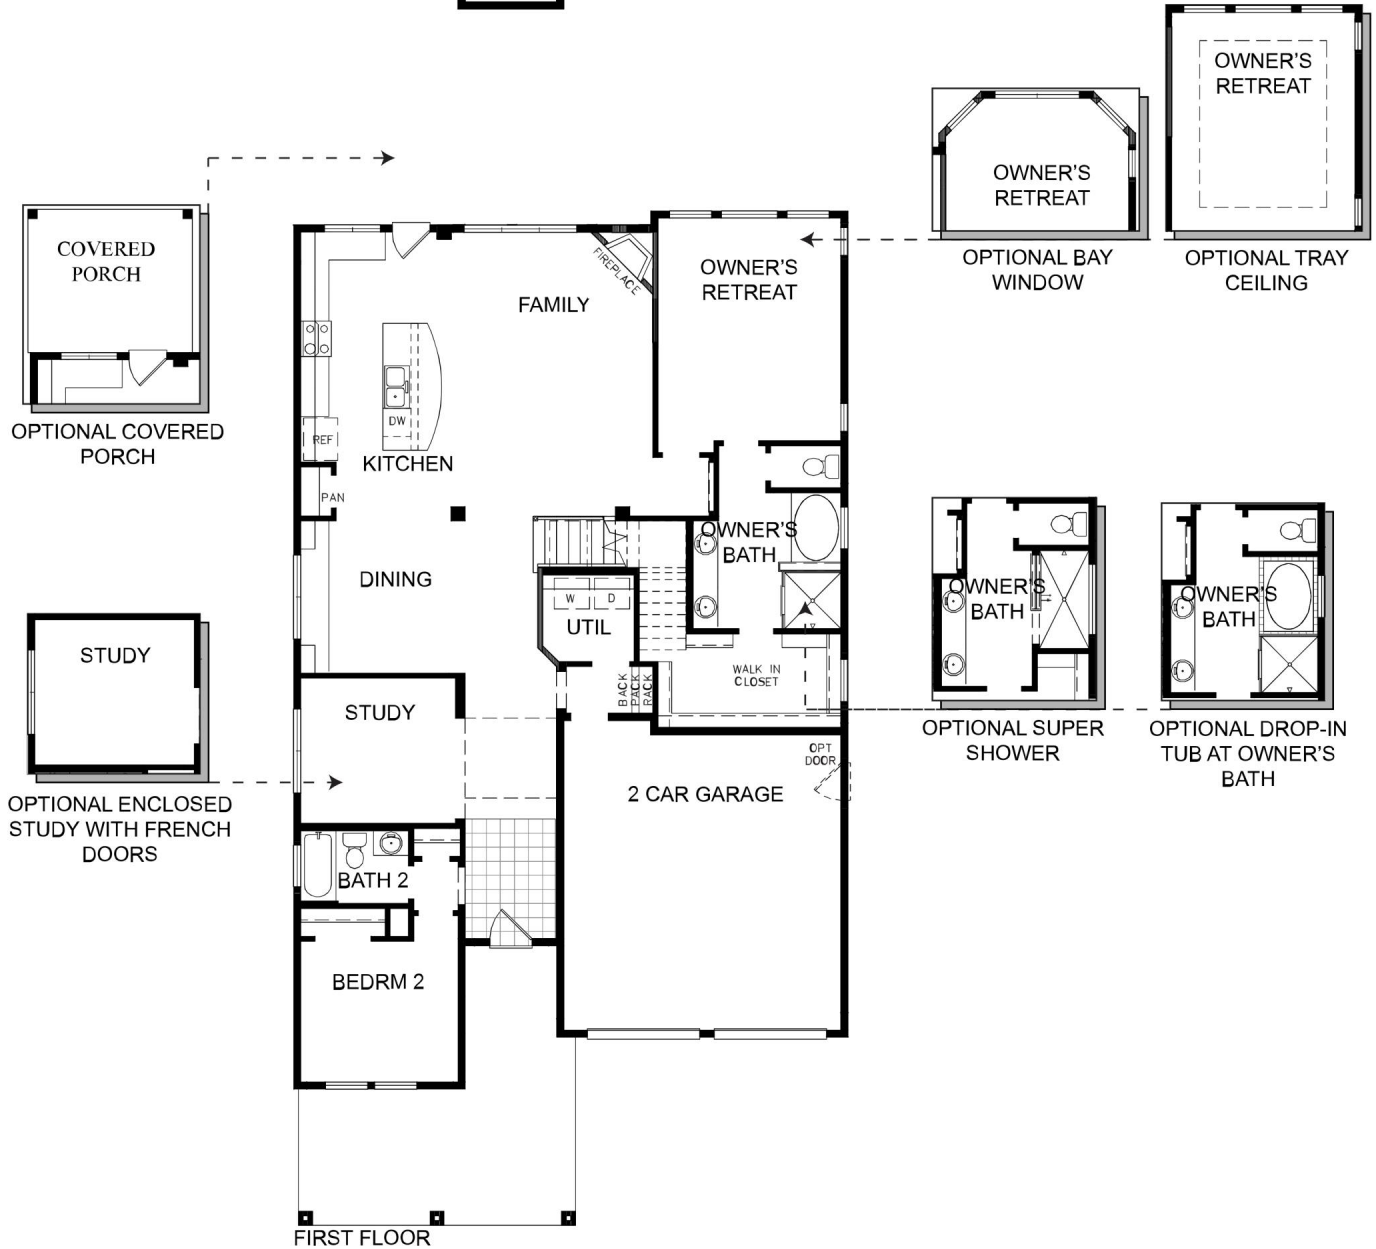 OWNER'S
RETREAT
OPTIONAL TRAY
CEILING
OWNER'S
RETREAT
OPTIONAL BAY
WINDOW
COVERED
PORCH
OPTIONAL COVERED
PORCH
FIREPLACE
FAMILY
OWNER'S
RETREAT
DW
REF
KITCHEN
PAN
DINING
OWNER'S
BATH
W
D
UTIL
BACK
PACK
RACK
WALK IN
CLOSET
STUDY
OPTIONAL ENCLOSED
STUDY WITH FRENCH
DOORS
STUDY
OWNER'S
BATH
OPTIONAL SUPER
SHOWER
OWNER'S
BATH
OPTIONAL DROP-IN
TUB AT OWNER'S
BATH
OPT
DOOR
2 CAR GARAGE
BATH 2
BEDRM 2
FIRST FLOOR